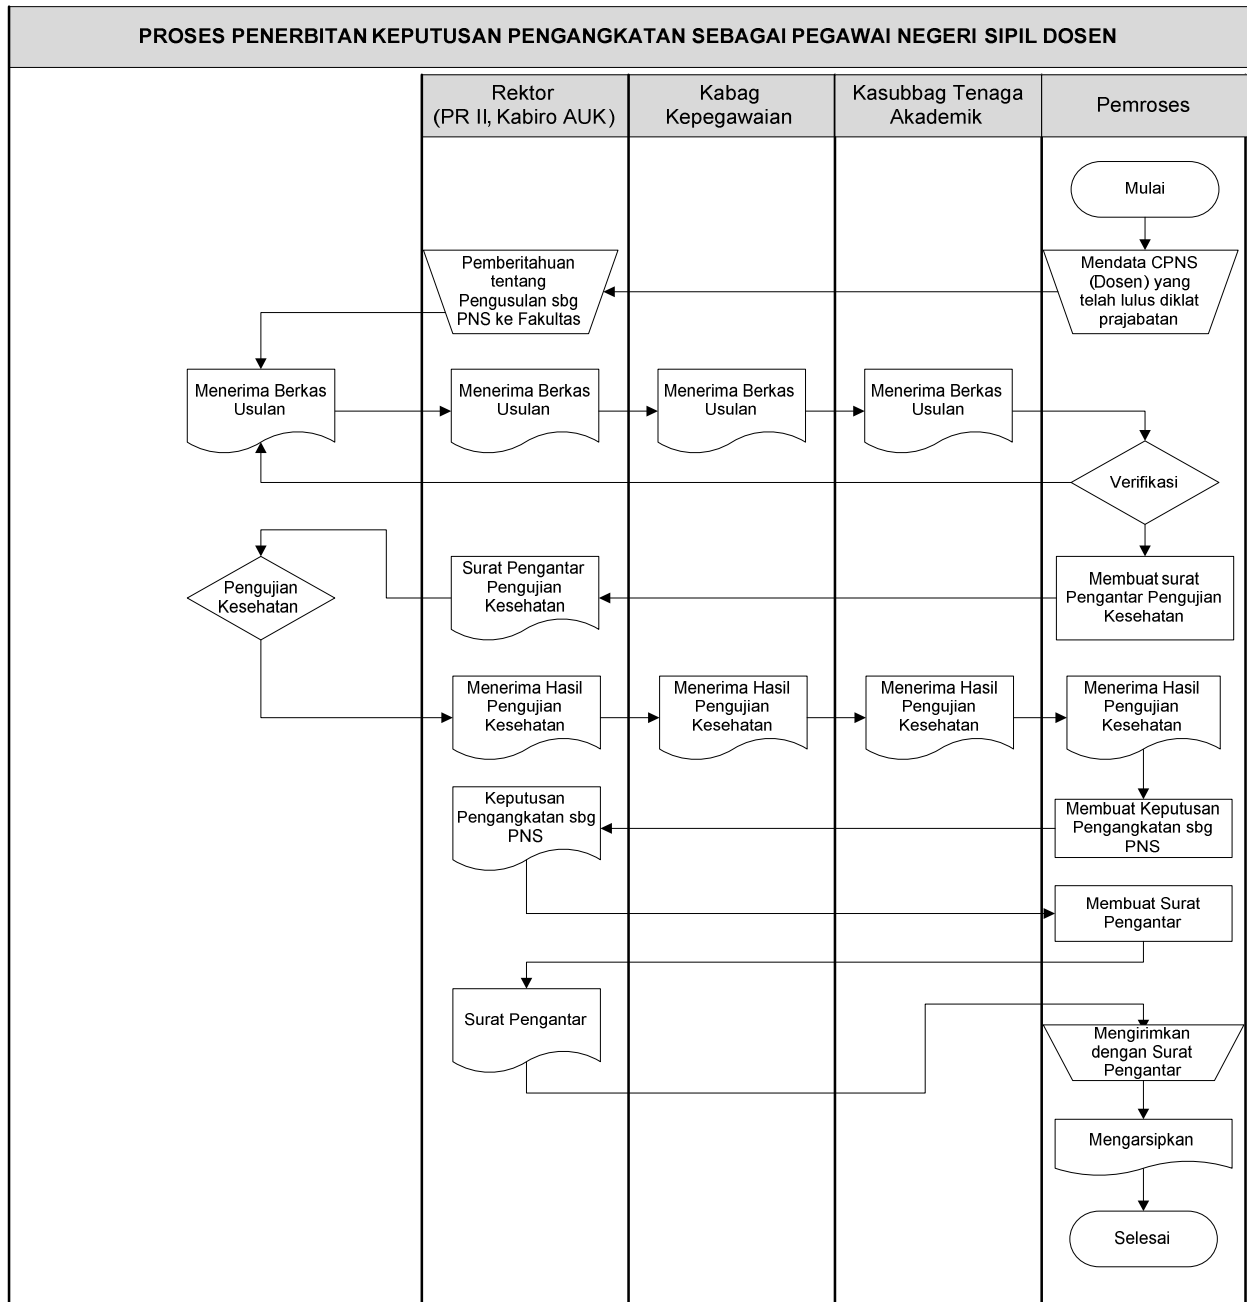 PROSES PENERBITAN KEPUTUSAN PENGANGKATAN SEBAGAI PEGAWAI NEGERI SIPIL DOSEN
Rektor
(PR II, Kabiro AUK)
Kabag
Kepegawaian
Kasubbag Tenaga
Akademik
Pemroses
Mulai
Pemberitahuan
tentang
Pengusulan sbg
PNS ke Fakultas
Mendata CPNS
(Dosen) yang
telah lulus diklat
prajabatan
Menerima Berkas
Usulan
Menerima Berkas
Usulan
Menerima Berkas
Usulan
Menerima Berkas
Usulan
Verifikasi
Pengujian
Kesehatan
Surat Pengantar
Pengujian
Kesehatan
Membuat surat
Pengantar Pengujian
Kesehatan
Menerima Hasil
Pengujian
Kesehatan
Menerima Hasil
Pengujian
Kesehatan
Menerima Hasil
Pengujian
Kesehatan
Menerima Hasil
Pengujian
Kesehatan
Keputusan
Pengangkatan sbg
PNS
Membuat Keputusan
Pengangkatan sbg
PNS
Membuat Surat
Pengantar
Surat Pengantar
Mengirimkan
dengan Surat
Pengantar
Mengarsipkan
Selesai